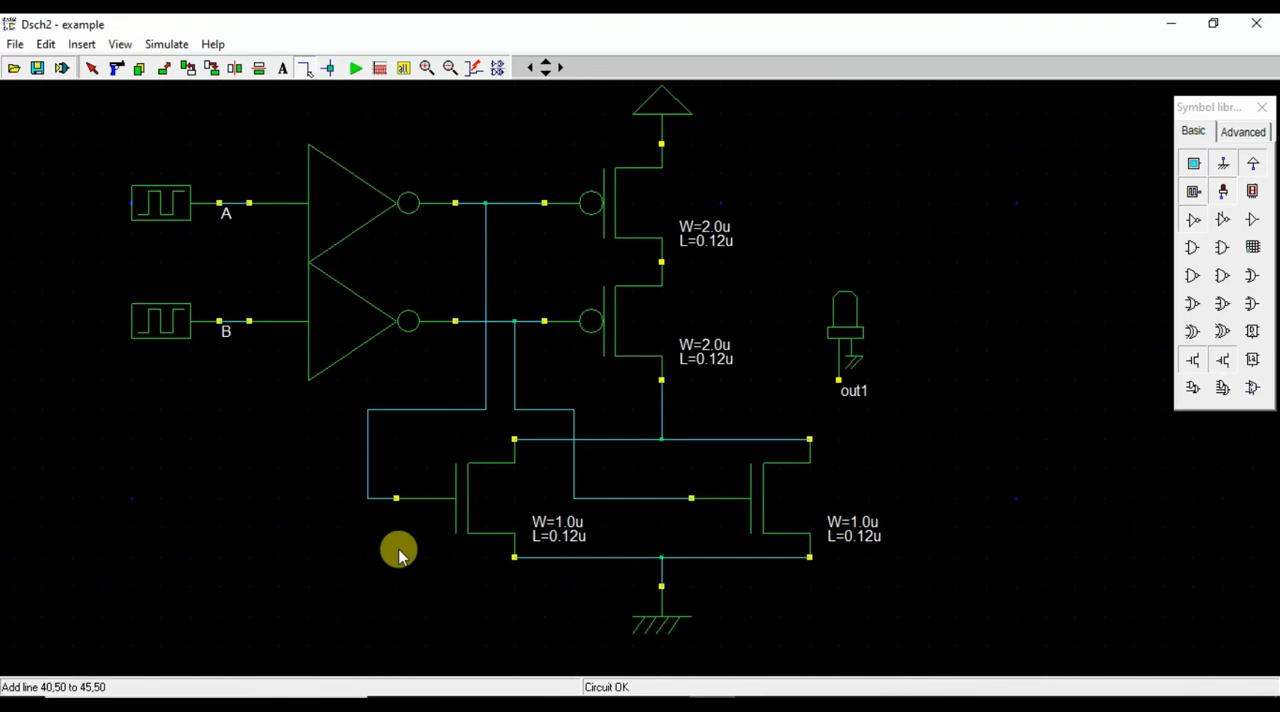 Dsch2 - example
File Edit Insert View Simulate Help
A
all
Symbol libr...
Basic Advanced
A
W=2.0u
L=0.12u
B
W=2.0u
L=0.12u
out1
W=1.0u
L=0.12u
W=1.0u
L=0.12u
Add line 40,50 to 45,50
Circuit OK